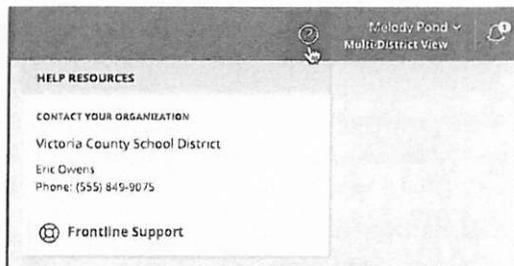 Melody Pond
Multi-District View
1
HELP RESOURCES
CONTACT YOUR ORGANIZATION
Victoria County School District
Eric Owens
Phone: (555) 849-9075
Frontline Support